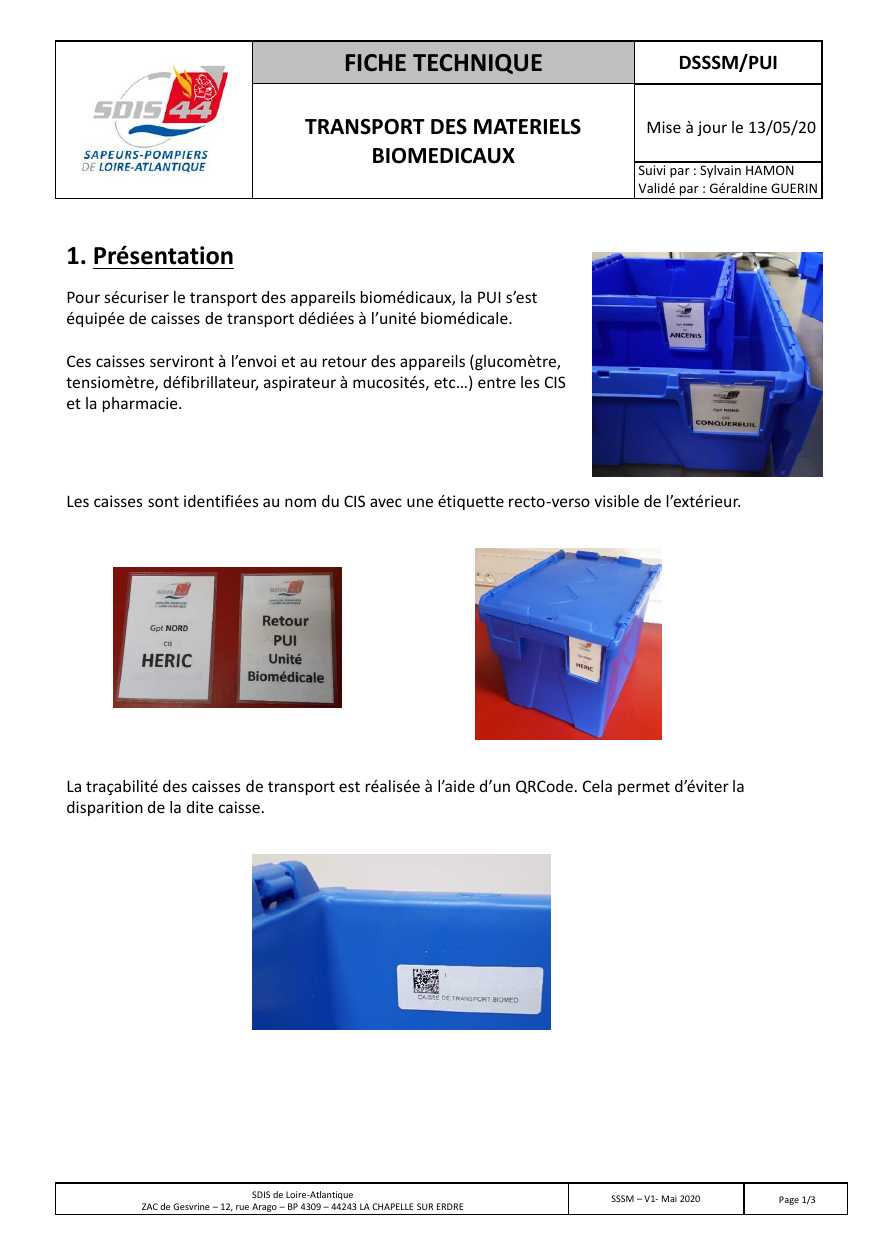 SDIS 44
SAPEURS-POMPIERS
DE LOIRE-ATLANTIQUE
FICHE TECHNIQUE
TRANSPORT DES MATERIELS
BIOMEDICAUX
DSSSM/PUI
Mise à jour le 13/05/20
Suivi par : Sylvain HAMON
Validé par : Géraldine GUERIN
1. Présentation
Pour sécuriser le transport des appareils biomédicaux, la PUI s’est
équipée de caisses de transport dédiées à l’unité biomédicale.
Ces caisses serviront à l’envoi et au retour des appareils (glucomètre,
tensiomètre, défibrillateur, aspirateur à mucosités, etc…) entre les CIS
et la pharmacie.
ANCENIS
Gpt NORD
CIS
CONQUEREUIL
Les caisses sont identifiées au nom du CIS avec une étiquette recto-verso visible de l’extérieur.
Gpt NORD
CIS
HERIC
Retour
PUI
Unité
Biomédicale
HERIC
La traçabilité des caisses de transport est réalisée à l’aide d’un QRCode. Cela permet d’éviter la
disparition de la dite caisse.
CAISSE DE TRANSPORT BIOMED
SDIS de Loire-Atlantique
ZAC de Gesvrine – 12, rue Arago – BP 4309 – 44243 LA CHAPELLE SUR ERDRE
SSSM – V1- Mai 2020
Page 1/3